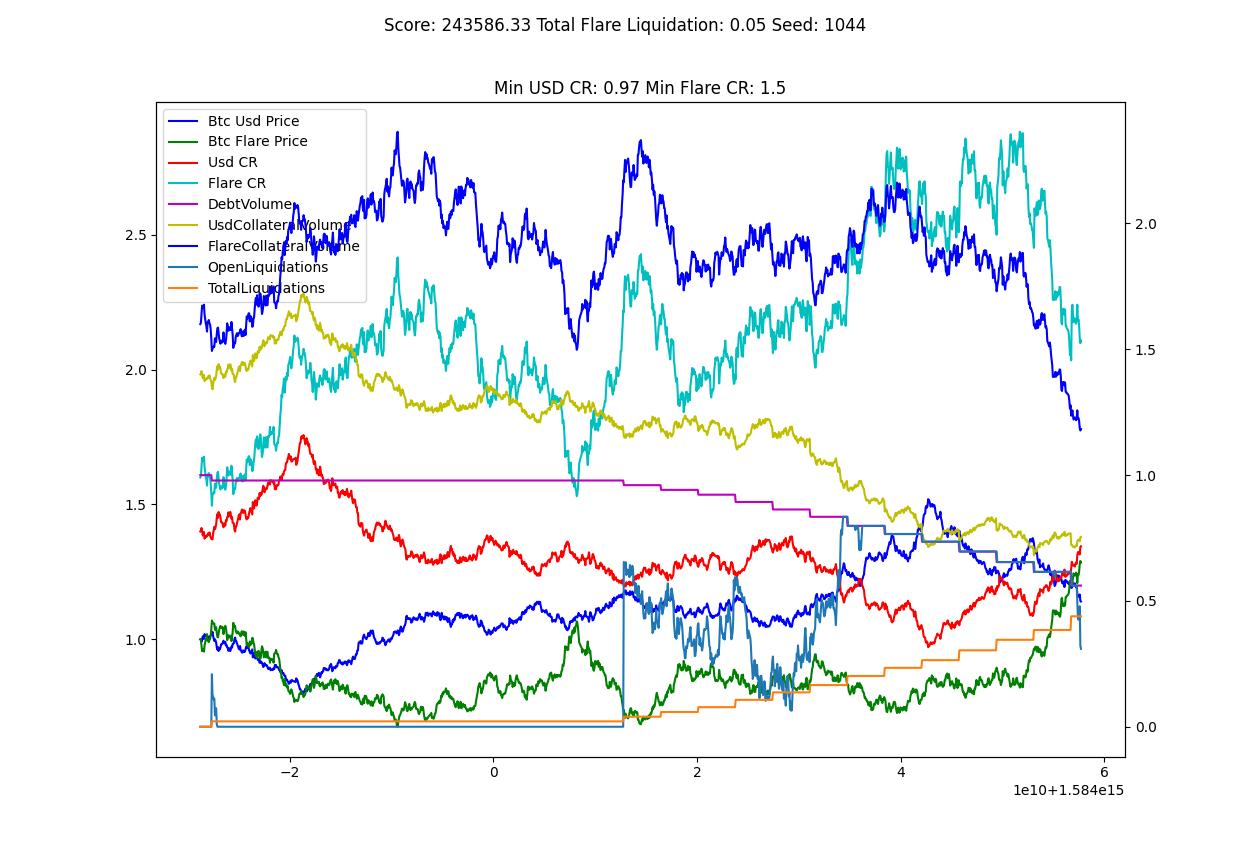 Score: 243586.33 Total Flare Liquidation: 0.05 Seed: 1044
Min USD CR: 0.97 Min Flare CR: 1.5
Btc Usd Price
Btc Flare Price
Usd CR
Flare CR
DebtVolume
UsdCollateralVolume
FlareCollateralVolume
OpenLiquidations
TotalLiquidations
2.5
2.0
1.5
1.0
2.0
1.5
1.0
0.5
0.0
−2
0
2
4
6
1e10+1.584e15